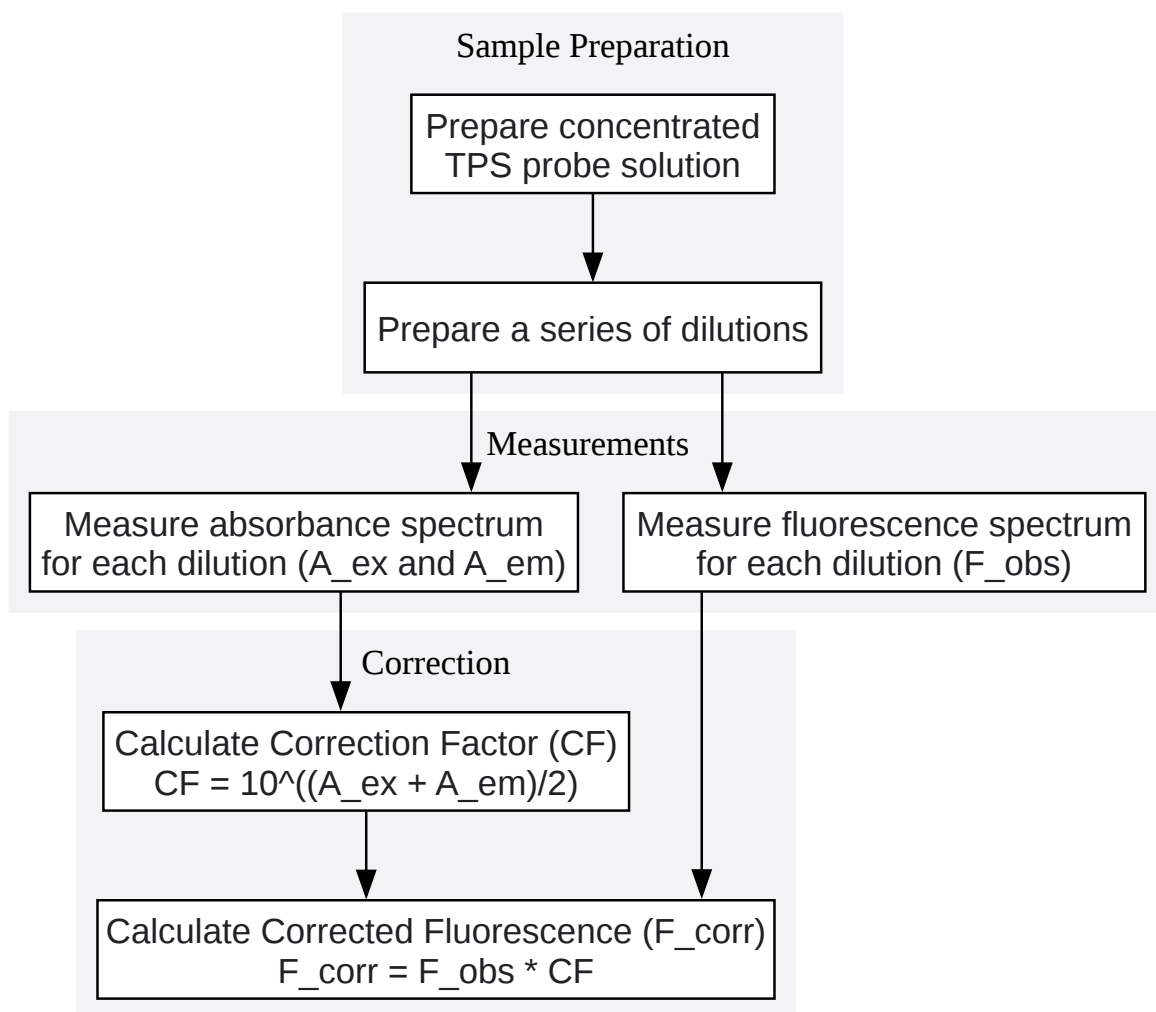 Sample Preparation
Prepare concentrated
TPS probe solution
Prepare a series of dilutions
Measurements
Measure absorbance spectrum
for each dilution (A_ex and A_em)
Measure fluorescence spectrum
for each dilution (F_obs)
Correction
Calculate Correction Factor (CF)
CF = 10^((A_ex + A_em)/2)
Calculate Corrected Fluorescence (F_corr)
F_corr = F_obs * CF